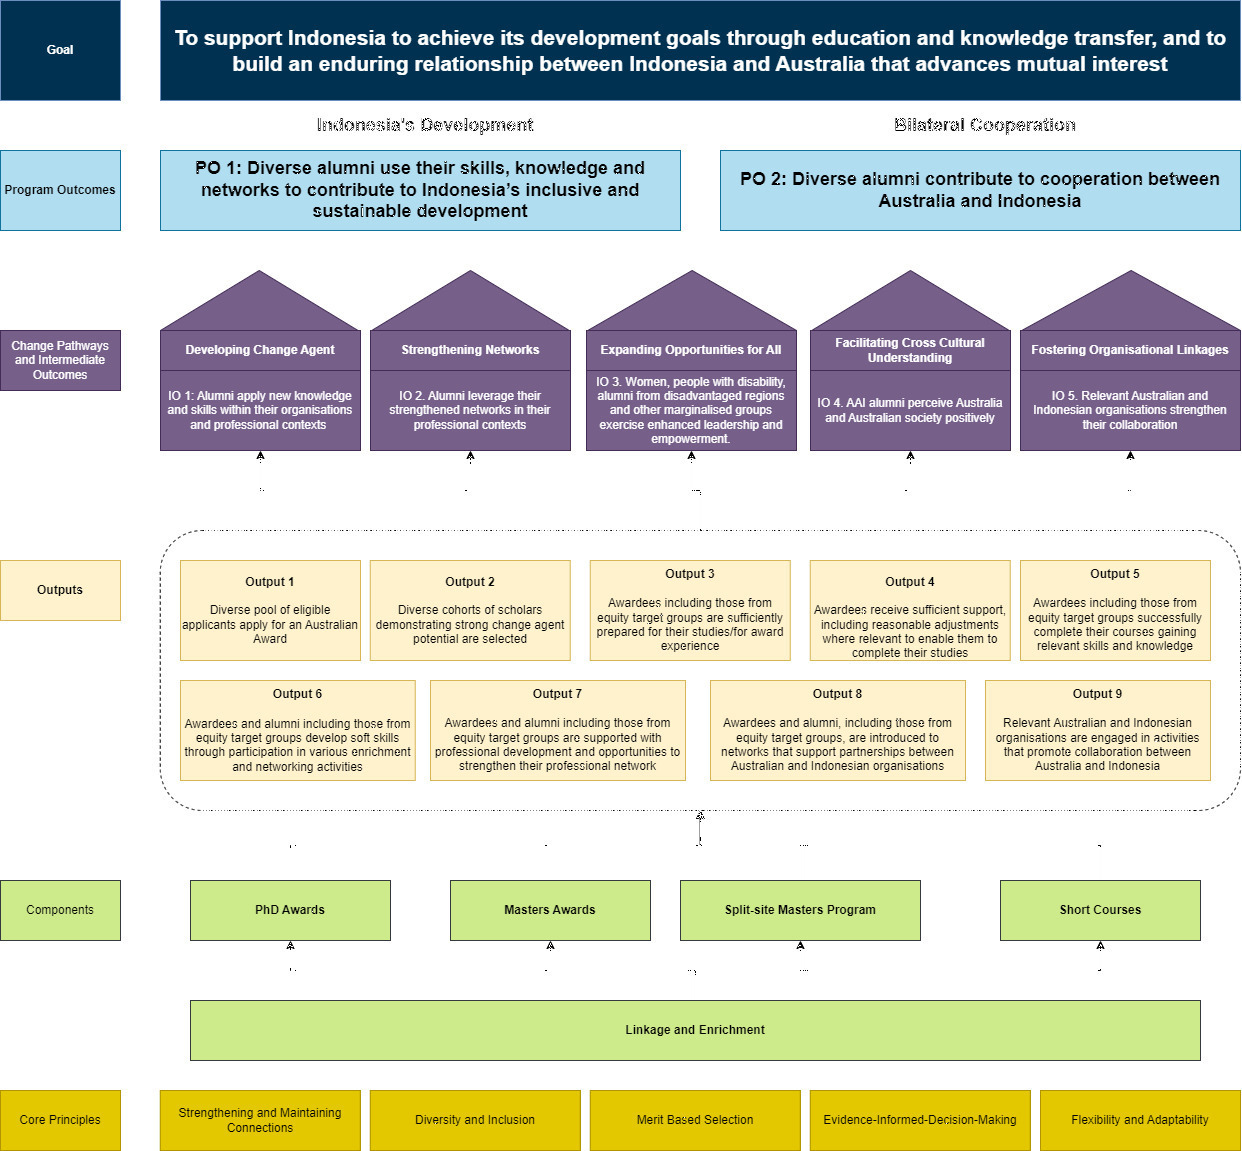 Goal
To support Indonesia to achieve its development goals through education and knowledge transfer, and to
build an enduring relationship between Indonesia and Australia that advances mutual interest
Indonesia's Development
Bilateral Cooperation
Program Outcomes
PO 1: Diverse alumni use their skills, knowledge and
networks to contribute to Indonesia's inclusive and
sustainable development
PO 2: Diverse alumni contribute to cooperation between
Australia and Indonesia
Change Pathways
and Intermediate
Outcomes
Developing Change Agent
IO 1: Alumni apply new knowledge
and skills within their organisations
and professional contexts
Strengthening Networks
IO 2. Alumni leverage their
strengthened networks in their
professional contexts
Expanding Opportunities for All
IO 3. Women, people with disability,
alumni from disadvantaged regions
and other marginalised groups
exercise enhanced leadership and
empowerment.
Facilitating Cross Cultural
Understanding
IO 4. AAI alumni perceive Australia
and Australian society positively
Fostering Organisational Linkages
IO 5. Relevant Australian and
Indonesian organisations strengthen
their collaboration
Outputs
Output 1
Diverse pool of eligible
applicants apply for an Australian
Award
Output 2
Diverse cohorts of scholars
demonstrating strong change agent
potential are selected
Output 3
Awardees including those from
equity target groups are sufficiently
prepared for their studies/for award
experience
Output 4
Awardees receive sufficient support,
including reasonable adjustments
where relevant to enable them to
complete their studies
Output 5
Awardees including those from
equity target groups successfully
complete their courses gaining
relevant skills and knowledge
Output 6
Awardees and alumni including those from
equity target groups develop soft skills
through participation in various enrichment
and networking activities
Output 7
Awardees and alumni including those from
equity target groups are supported with
professional development and opportunities to
strengthen their professional network
Output 8
Awardees and alumni, including those from
equity target groups, are introduced to
networks that support partnerships between
Australian and Indonesian organisations
Output 9
Relevant Australian and Indonesian
organisations are engaged in activities
that promote collaboration between
Australia and Indonesia
Components
PhD Awards
Masters Awards
Split-site Masters Program
Short Courses
Linkage and Enrichment
Core Principles
Strengthening and Maintaining
Connections
Diversity and Inclusion
Merit Based Selection
Evidence-Informed-Decision-Making
Flexibility and Adaptability